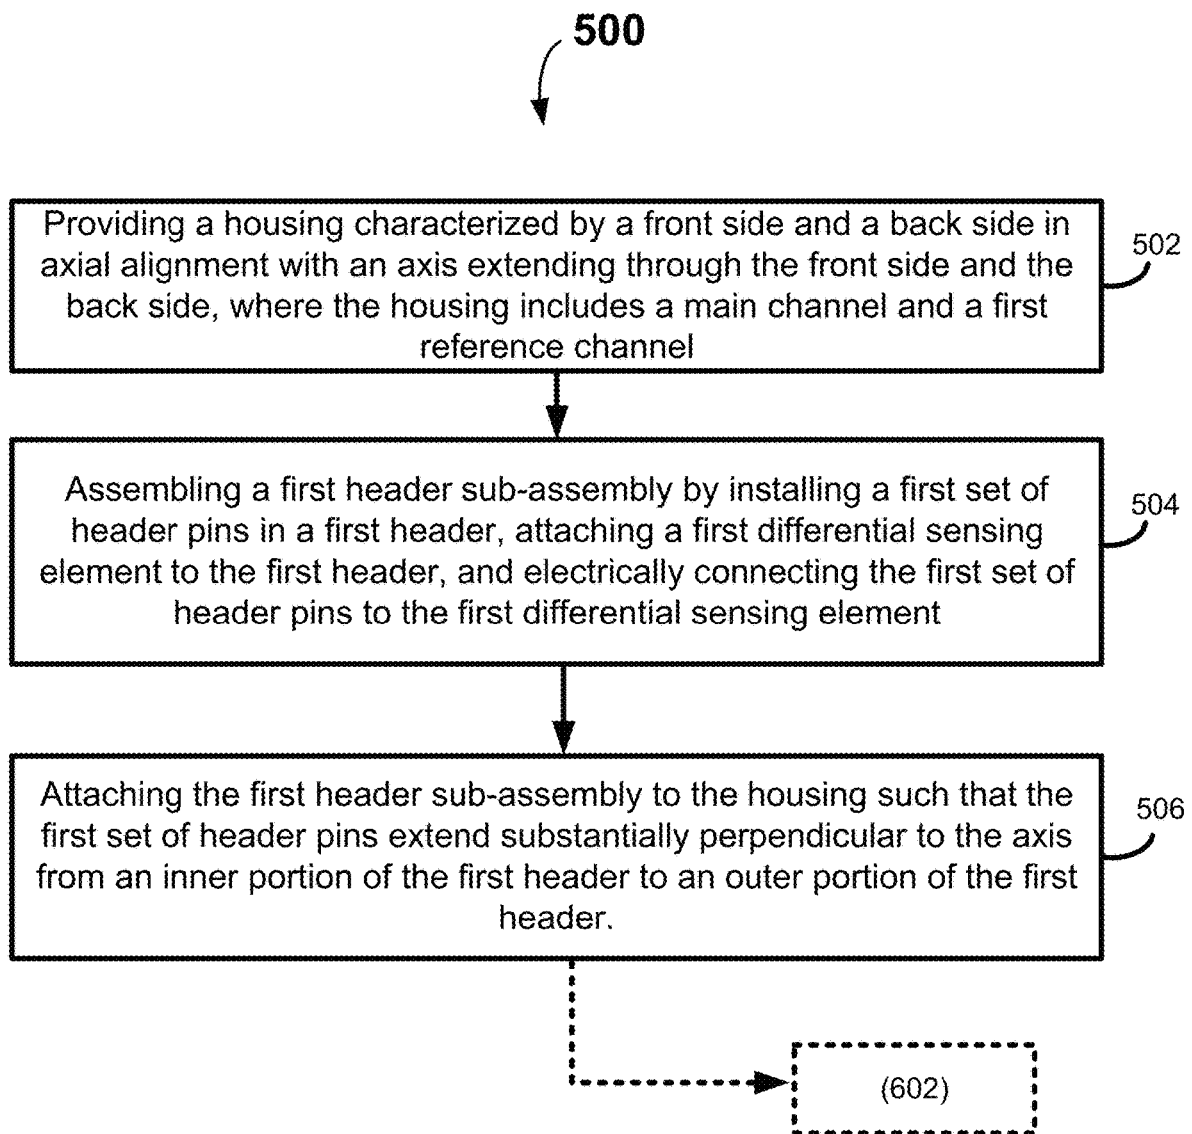 500
Providing a housing characterized by a front side and a back side in
axial alignment with an axis extending through the front side and the
back side, where the housing includes a main channel and a first
reference channel
502
Assembling a first header sub-assembly by installing a first set of
header pins in a first header, attaching a first differential sensing
element to the first header, and electrically connecting the first set of
header pins to the first differential sensing element
504
Attaching the first header sub-assembly to the housing such that the
first set of header pins extend substantially perpendicular to the axis
from an inner portion of the first header to an outer portion of the first
header.
506
(602)